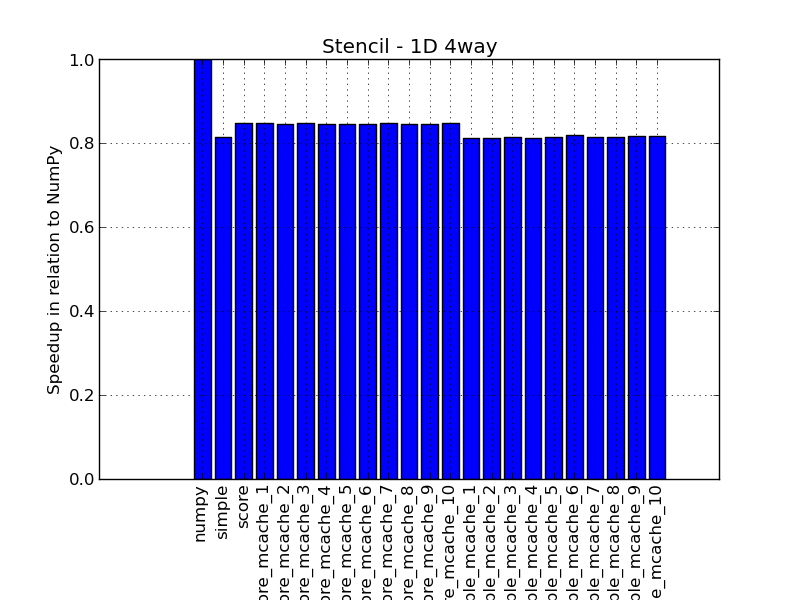 Stencil - 1D 4way
Speedup in relation to NumPy
1.0
0.8
0.6
0.4
0.2
0.0
numpy
simple
score
ore_mcache_1
ore_mcache_2
ore_mcache_3
ore_mcache_4
ore_mcache_5
ore_mcache_6
ore_mcache_7
ore_mcache_8
ore_mcache_9
re_mcache_10
ple_mcache_1
ple_mcache_2
ple_mcache_3
ple_mcache_4
ple_mcache_5
ple_mcache_6
ple_mcache_7
ple_mcache_8
ple_mcache_9
e_mcache_10